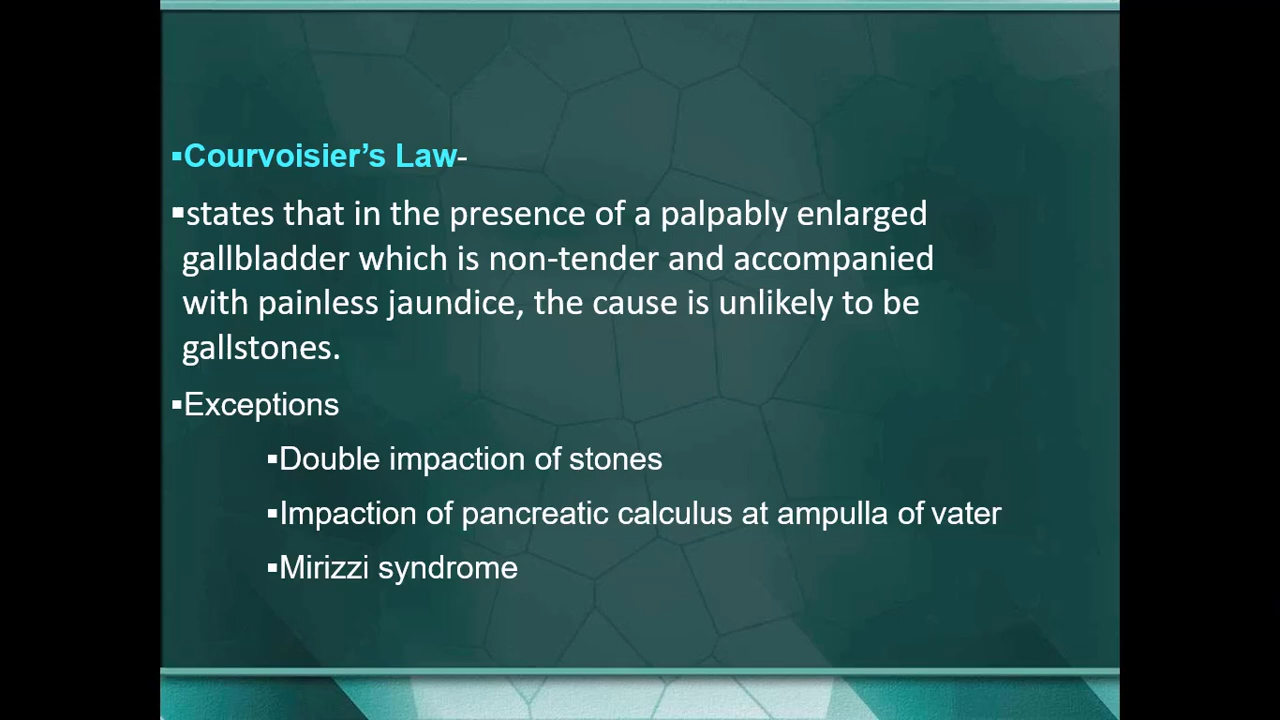 ▪Courvoisier’s Law-
▪states that in the presence of a palpably enlarged
gallbladder which is non-tender and accompanied
with painless jaundice, the cause is unlikely to be
gallstones.
▪Exceptions
▪Double impaction of stones
▪Impaction of pancreatic calculus at ampulla of vater
▪Mirizzi syndrome